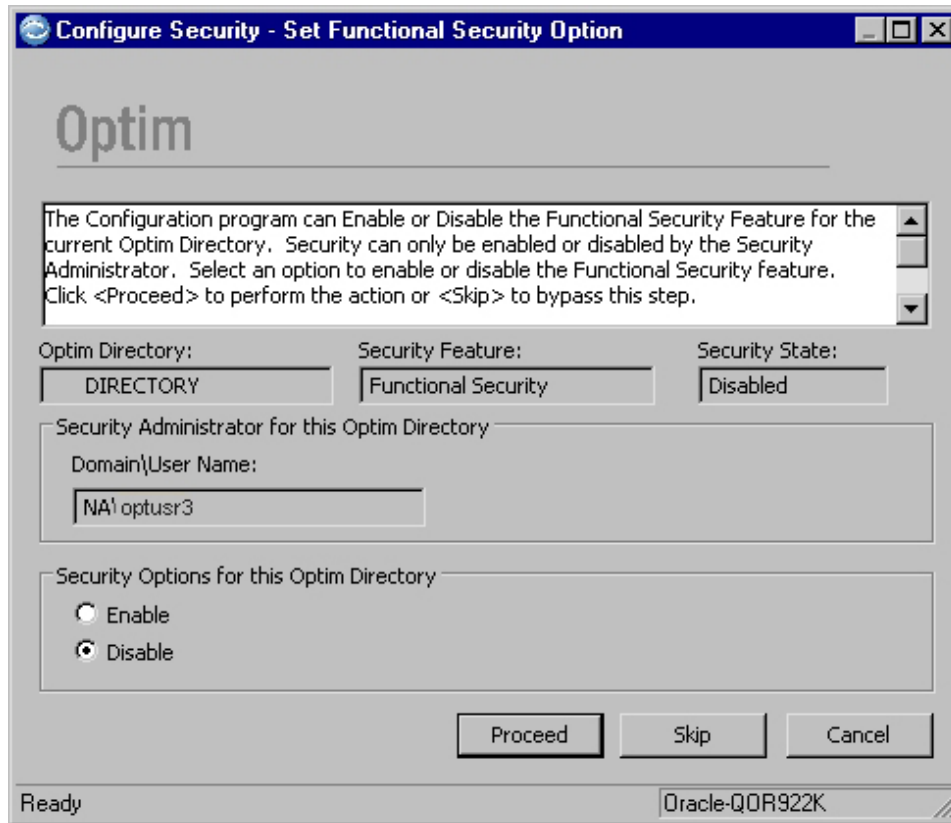 Configure Security - Set Functional Security Option
Optim
The Configuration program can Enable or Disable the Functional Security Feature for the
current Optim Directory. Security can only be enabled or disabled by the Security
Administrator. Select an option to enable or disable the Functional Security feature.
Click <Proceed> to perform the action or <Skip> to bypass this step.
Optim Directory: Security Feature: Security State:
DIRECTORY Functional Security Disabled
Security Administrator for this Optim Directory
Domain\User Name:
NA\optusr3
Security Options for this Optim Directory
Enable
Disable
Proceed Skip Cancel
Ready Oracle-QOR922K